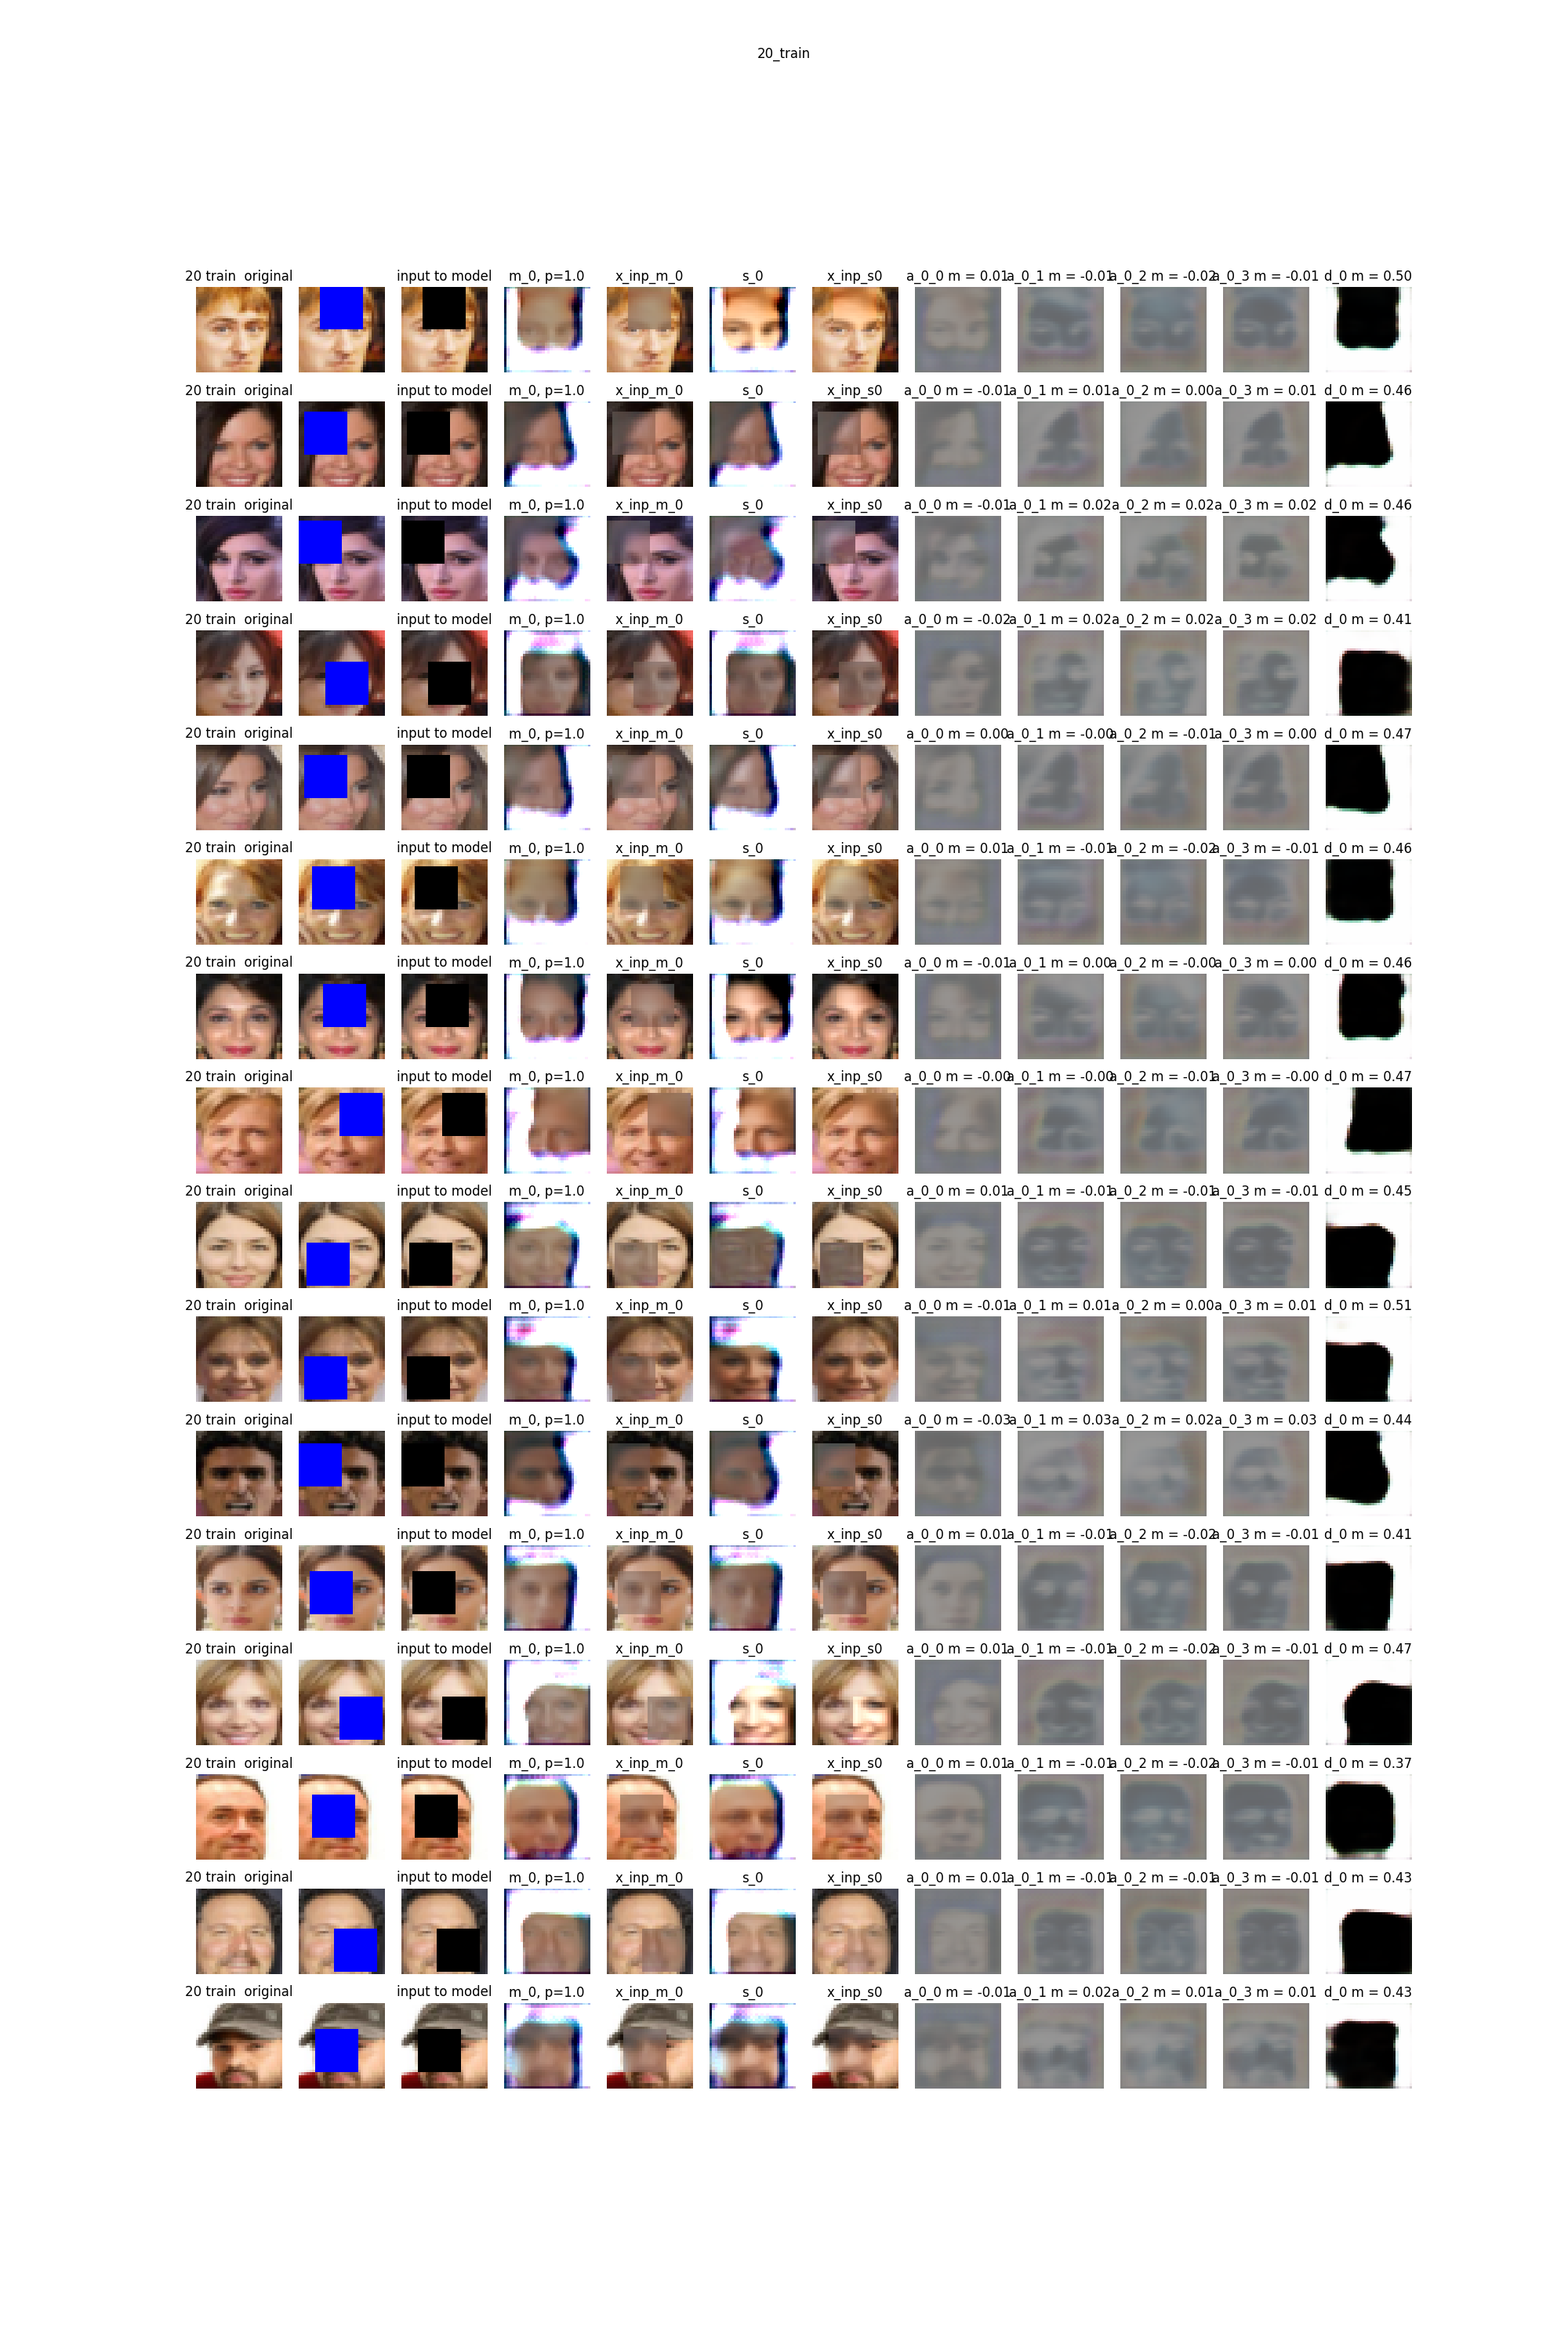 20_train
20 train  original input to model m_0, p=1.0 x_inp_m_0 s_0 x_inp_s0 a_0_0 m = 0.01 a_0_1 m = -0.01 a_0_2 m = -0.02 a_0_3 m = -0.01 d_0 m = 0.50
20 train  original input to model m_0, p=1.0 x_inp_m_0 s_0 x_inp_s0 a_0_0 m = -0.01 a_0_1 m = 0.01 a_0_2 m = 0.00 a_0_3 m = 0.01 d_0 m = 0.46
20 train  original input to model m_0, p=1.0 x_inp_m_0 s_0 x_inp_s0 a_0_0 m = -0.01 a_0_1 m = 0.02 a_0_2 m = 0.02 a_0_3 m = 0.02 d_0 m = 0.46
20 train  original input to model m_0, p=1.0 x_inp_m_0 s_0 x_inp_s0 a_0_0 m = -0.02 a_0_1 m = 0.02 a_0_2 m = 0.02 a_0_3 m = 0.02 d_0 m = 0.41
20 train  original input to model m_0, p=1.0 x_inp_m_0 s_0 x_inp_s0 a_0_0 m = 0.00 a_0_1 m = -0.00 a_0_2 m = -0.01 a_0_3 m = 0.00 d_0 m = 0.47
20 train  original input to model m_0, p=1.0 x_inp_m_0 s_0 x_inp_s0 a_0_0 m = 0.01 a_0_1 m = -0.01 a_0_2 m = -0.02 a_0_3 m = -0.01 d_0 m = 0.46
20 train  original input to model m_0, p=1.0 x_inp_m_0 s_0 x_inp_s0 a_0_0 m = -0.01 a_0_1 m = 0.00 a_0_2 m = -0.00 a_0_3 m = 0.00 d_0 m = 0.46
20 train  original input to model m_0, p=1.0 x_inp_m_0 s_0 x_inp_s0 a_0_0 m = -0.00 a_0_1 m = -0.00 a_0_2 m = -0.01 a_0_3 m = -0.00 d_0 m = 0.47
20 train  original input to model m_0, p=1.0 x_inp_m_0 s_0 x_inp_s0 a_0_0 m = 0.01 a_0_1 m = -0.01 a_0_2 m = -0.01 a_0_3 m = -0.01 d_0 m = 0.45
20 train  original input to model m_0, p=1.0 x_inp_m_0 s_0 x_inp_s0 a_0_0 m = -0.01 a_0_1 m = 0.01 a_0_2 m = 0.00 a_0_3 m = 0.01 d_0 m = 0.51
20 train  original input to model m_0, p=1.0 x_inp_m_0 s_0 x_inp_s0 a_0_0 m = -0.03 a_0_1 m = 0.03 a_0_2 m = 0.02 a_0_3 m = 0.03 d_0 m = 0.44
20 train  original input to model m_0, p=1.0 x_inp_m_0 s_0 x_inp_s0 a_0_0 m = 0.01 a_0_1 m = -0.01 a_0_2 m = -0.02 a_0_3 m = -0.01 d_0 m = 0.41
20 train  original input to model m_0, p=1.0 x_inp_m_0 s_0 x_inp_s0 a_0_0 m = 0.01 a_0_1 m = -0.01 a_0_2 m = -0.02 a_0_3 m = -0.01 d_0 m = 0.47
20 train  original input to model m_0, p=1.0 x_inp_m_0 s_0 x_inp_s0 a_0_0 m = 0.01 a_0_1 m = -0.01 a_0_2 m = -0.02 a_0_3 m = -0.01 d_0 m = 0.37
20 train  original input to model m_0, p=1.0 x_inp_m_0 s_0 x_inp_s0 a_0_0 m = 0.01 a_0_1 m = -0.01 a_0_2 m = -0.01 a_0_3 m = -0.01 d_0 m = 0.43
20 train  original input to model m_0, p=1.0 x_inp_m_0 s_0 x_inp_s0 a_0_0 m = -0.01 a_0_1 m = 0.02 a_0_2 m = 0.01 a_0_3 m = 0.01 d_0 m = 0.43